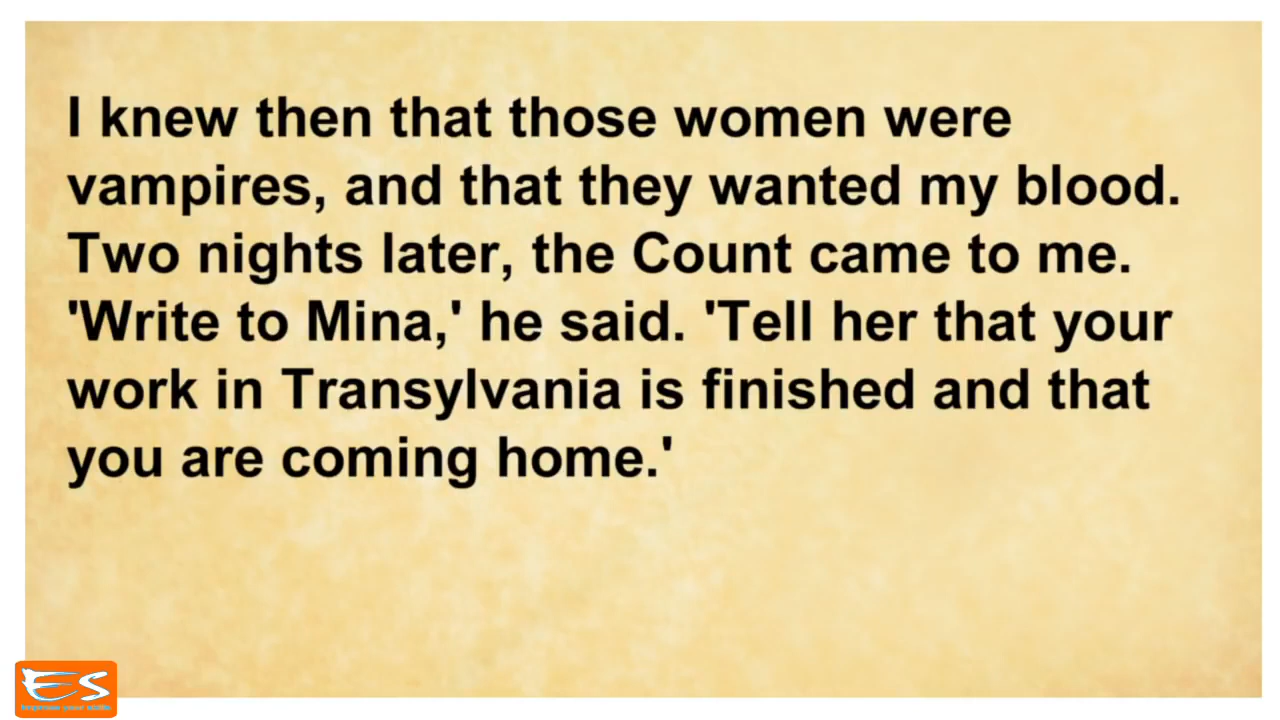 I knew then that those women were
vampires, and that they wanted my blood.
Two nights later, the Count came to me.
'Write to Mina,' he said. 'Tell her that your
work in Transylvania is finished and that
you are coming home.'
ES